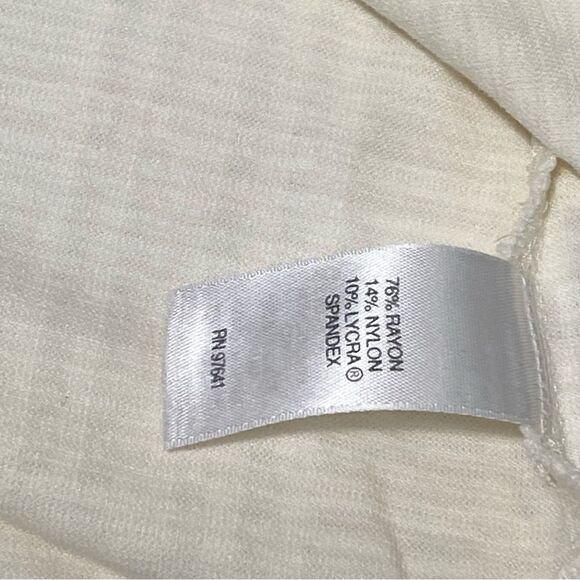 76% RAYON
14% NYLON
10% LYCRA®
SPANDEX
RN 97641